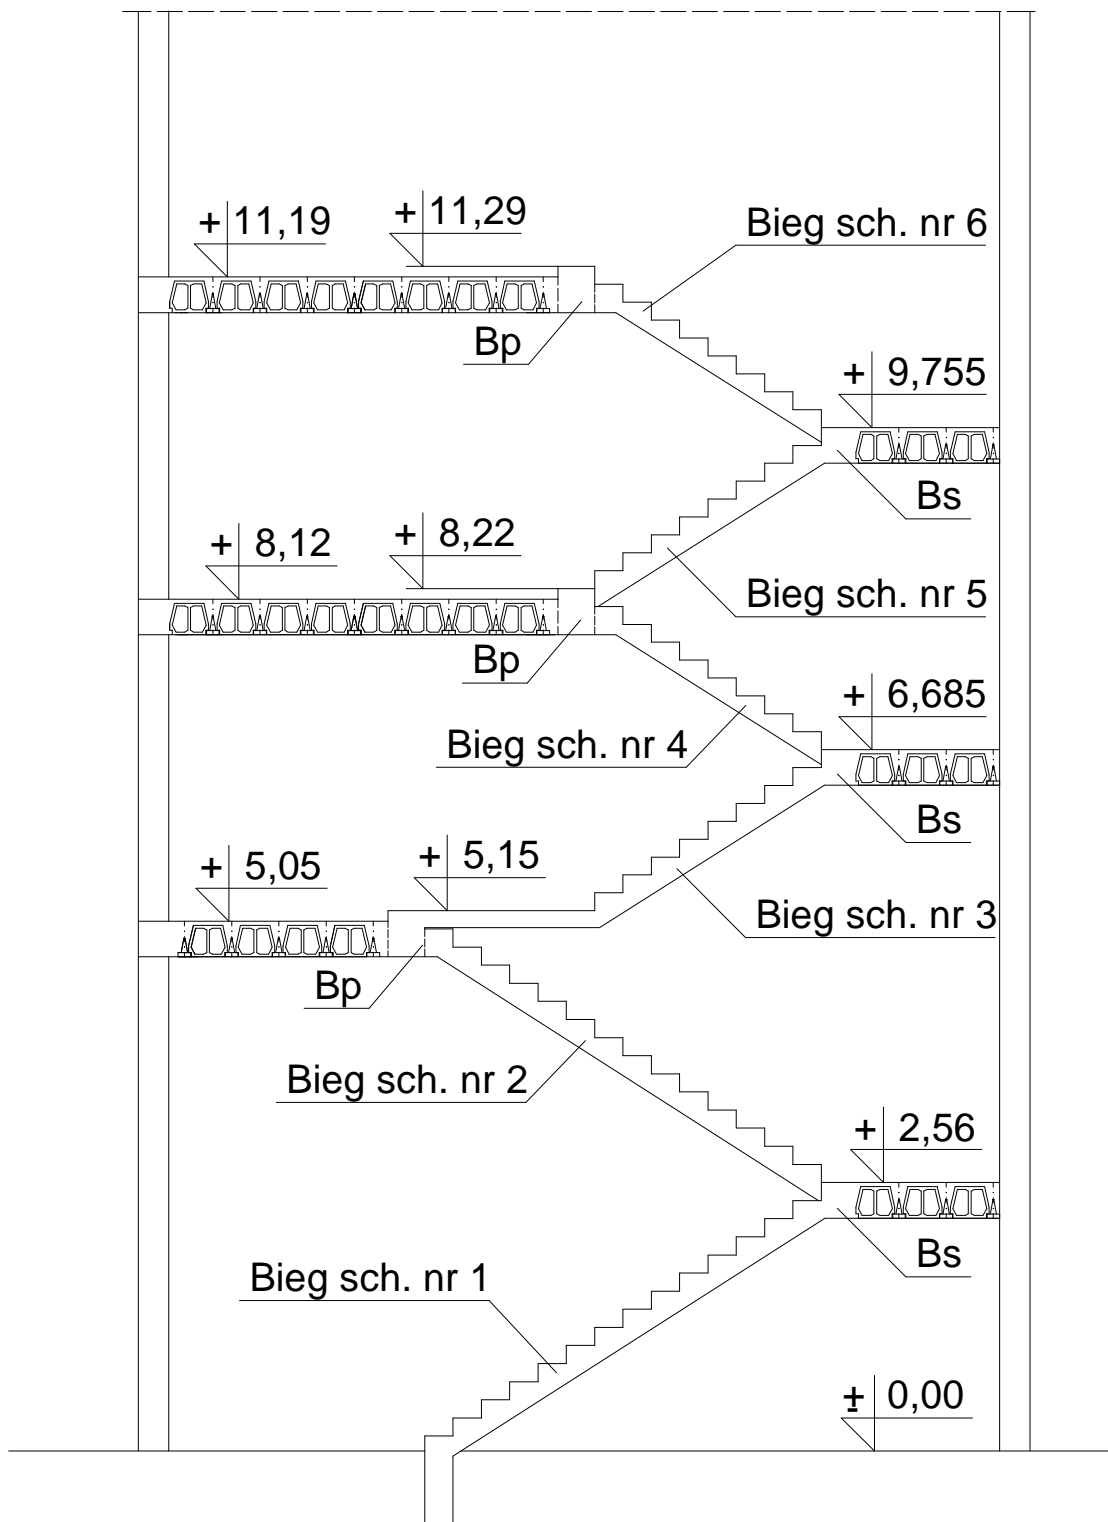 + 11,19
+ 11,29
Bieg sch. nr 6
Bp
+ 9,755
Bs
+ 8,12
+ 8,22
Bieg sch. nr 5
Bp
+ 6,685
Bieg sch. nr 4
Bs
+ 5,05
+ 5,15
Bieg sch. nr 3
Bp
Bieg sch. nr 2
+ 2,56
Bs
Bieg sch. nr 1
± 0,00